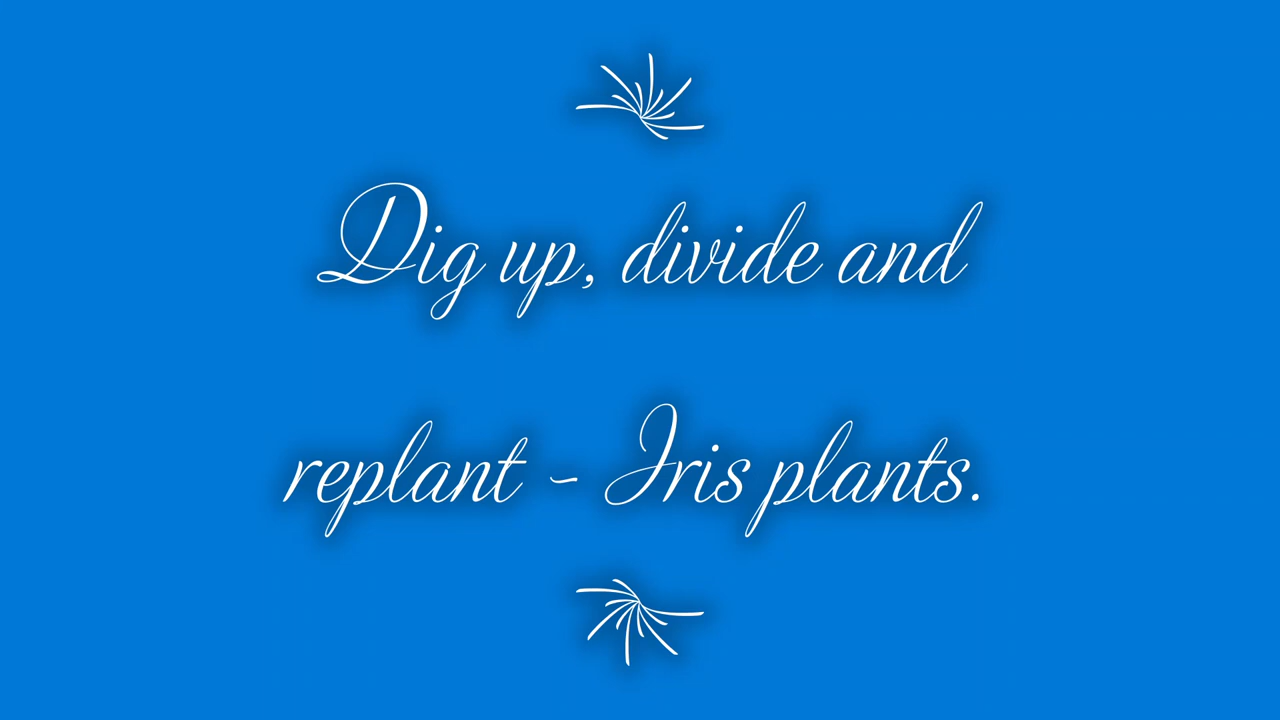 Dig up, divide and
replant - Iris plants.